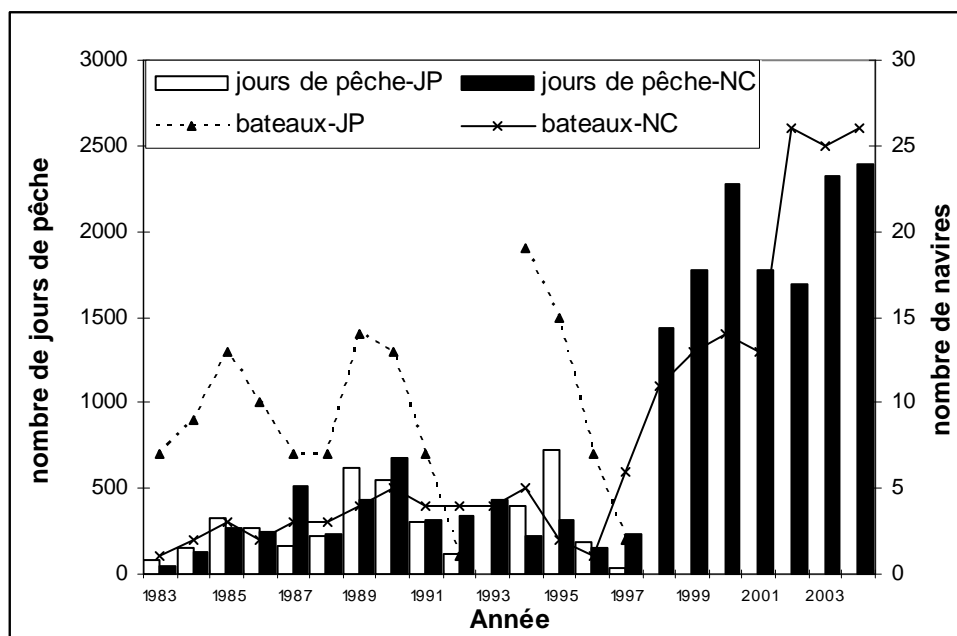 3000
2500
2000
1500
1000
500
0
nombre de jours de pêche
jours de pêche-JP
jours de pêche-NC
bateaux-JP
bateaux-NC
30
25
20
15
10
5
0
nombre de navires
1983 1985 1987 1989 1991 1993 1995 1997 1999 2001 2003
Année